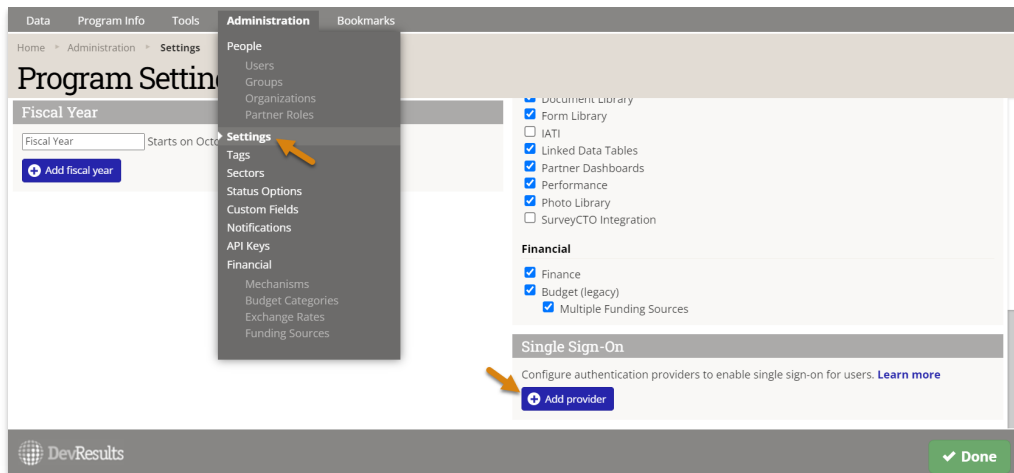 Data Program Info Tools Administration Bookmarks
Home Administration Settings
Program Settin
People
Users
Groups
Organizations
Partner Roles
Settings
Tags
Sectors
Status Options
Custom Fields
Notifications
API Keys
Financial
Mechanisms
Budget Categories
Exchange Rates
Funding Sources
Fiscal Year
Fiscal Year Starts on Octo
Add fiscal year
Document Library
Form Library
IATI
Linked Data Tables
Partner Dashboards
Performance
Photo Library
SurveyCTO Integration
Financial
Finance
Budget (legacy)
Multiple Funding Sources
Single Sign-On
Configure authentication providers to enable single sign-on for users. Learn more
Add provider
DevResults
Done